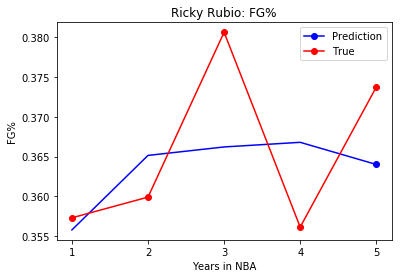 Ricky Rubio: FG%
Prediction
True
0.380
0.375
0.370
0.365
0.360
0.355
FG%
1 2 3 4 5
Years in NBA